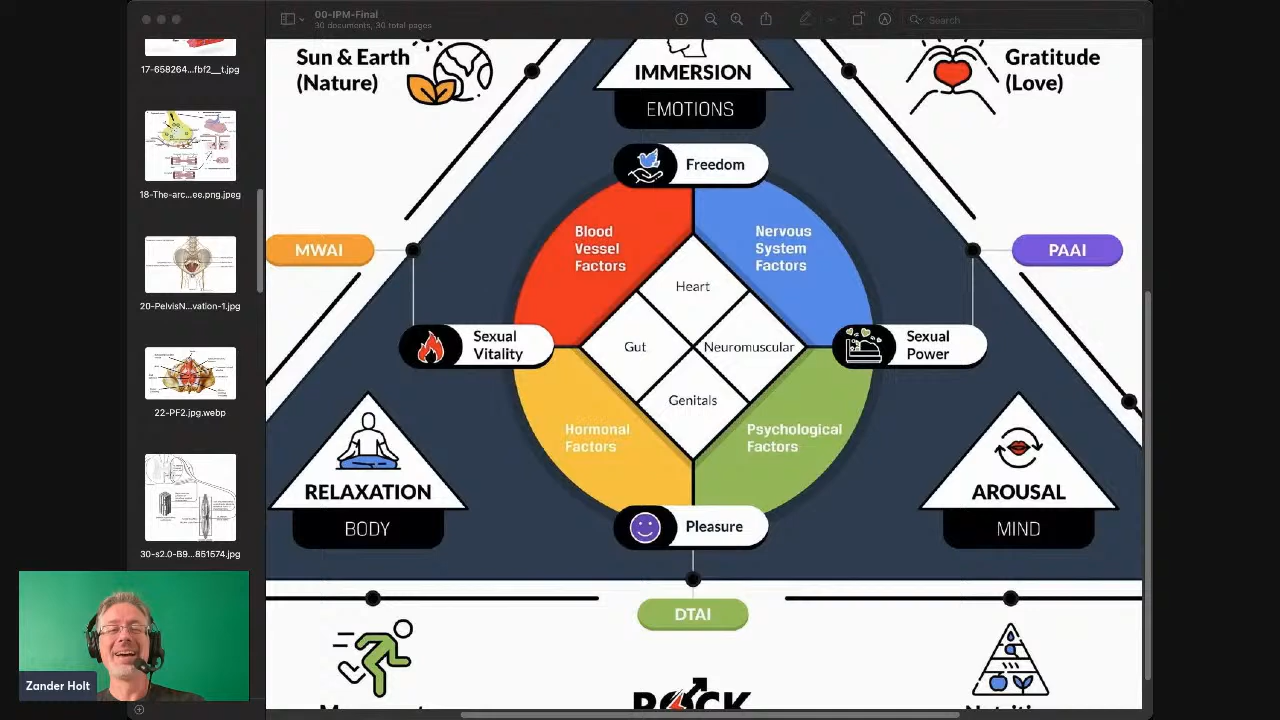 00-IPM-Final
30 documents, 30 total pages
Search
17-658264...fbf2__t.jpg
18-The-arc...ee.png.jpeg
20-PelvisN...vation-1.jpg
22-PF2.jpg.webp
30-s2.0-B9...851574.jpg
Zander Holt
Sun & Earth
(Nature)
IMMERSION
EMOTIONS
Gratitude
(Love)
Freedom
Blood
Vessel
Factors
Nervous
System
Factors
MWAI
PAAI
Heart
Sexual
Vitality
Gut
Neuromuscular
Sexual
Power
Genitals
Hormonal
Factors
Psychological
Factors
RELAXATION
BODY
AROUSAL
MIND
Pleasure
DTAI